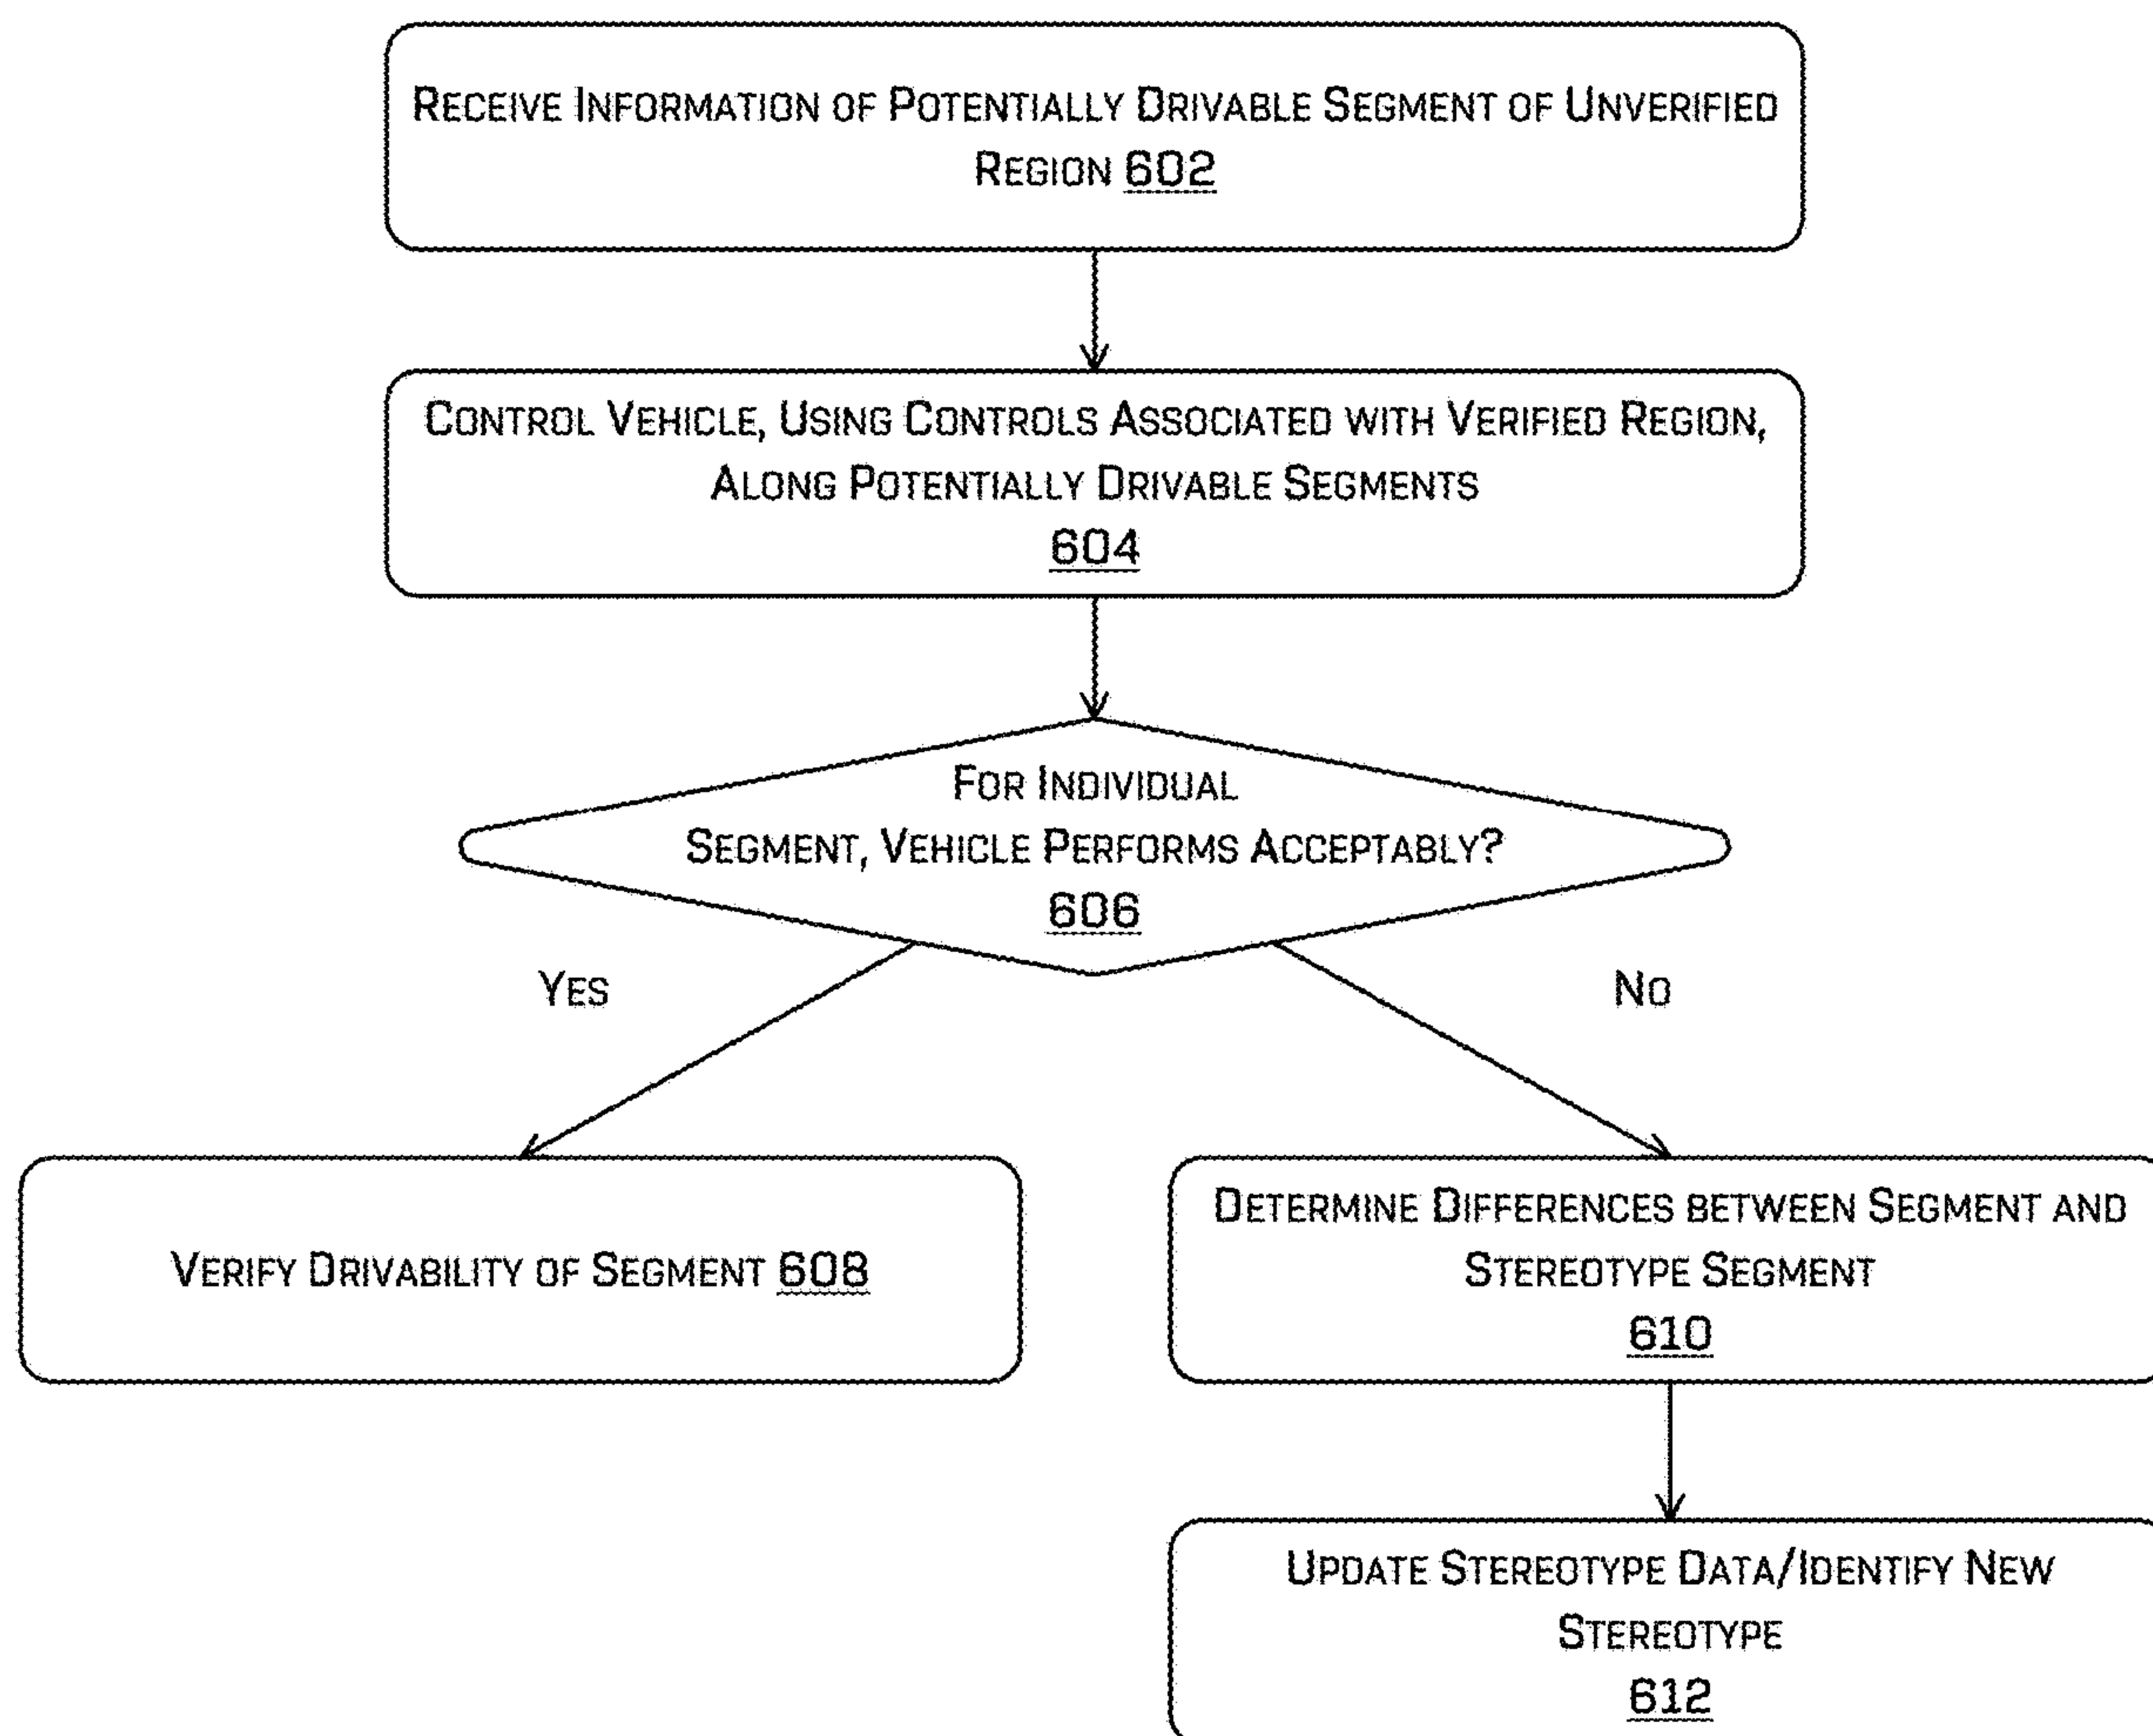 Receive Information of Potentially Drivable Segment of Unverified
Region 602
Control Vehicle, Using Controls Associated with Verified Region,
Along Potentially Drivable Segments
604
For Individual
Segment, Vehicle Performs Acceptably?
606
Yes
No
Verify Drivability of Segment 608
Determine Differences between Segment and
Stereotype Segment
610
Update Stereotype Data/Identify New
Stereotype
612